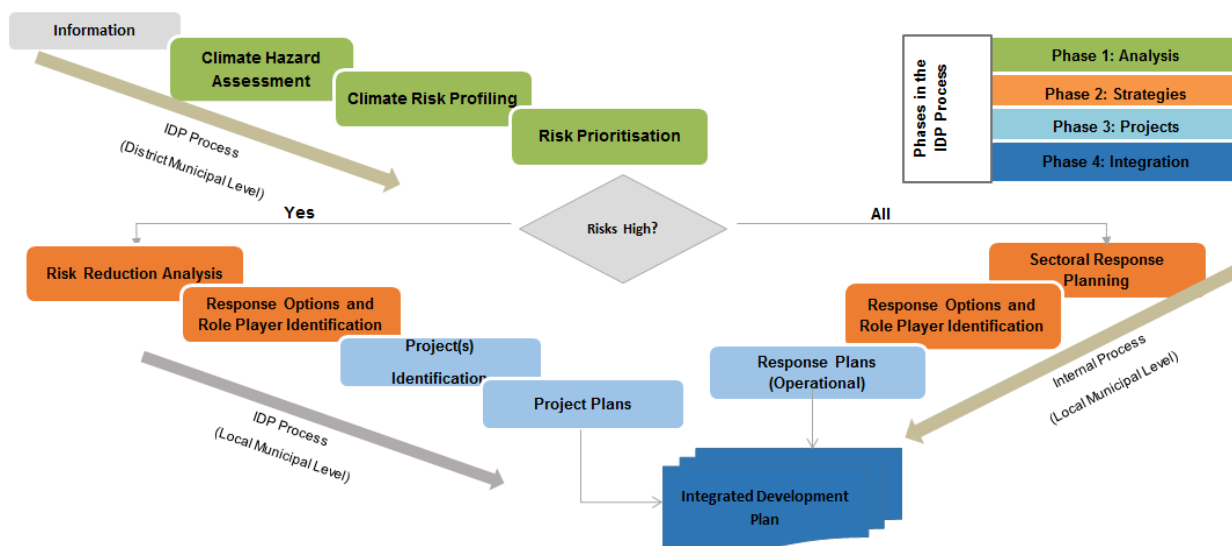 Information
Climate Hazard
Assessment
Climate Risk Profiling
Risk Prioritisation
IDP Process
(District Municipal Level)
Phases in the
IDP Process
Phase 1: Analysis
Phase 2: Strategies
Phase 3: Projects
Phase 4: Integration
Risks High?
Yes
All
Risk Reduction Analysis
Response Options and
Role Player Identification
Project(s)
Identification
Project Plans
IDP Process
(Local Municipal Level)
Sectoral Response
Planning
Response Options and
Role Player Identification
Response Plans
(Operational)
Internal Process
(Local Municipal Level)
Integrated Development
Plan